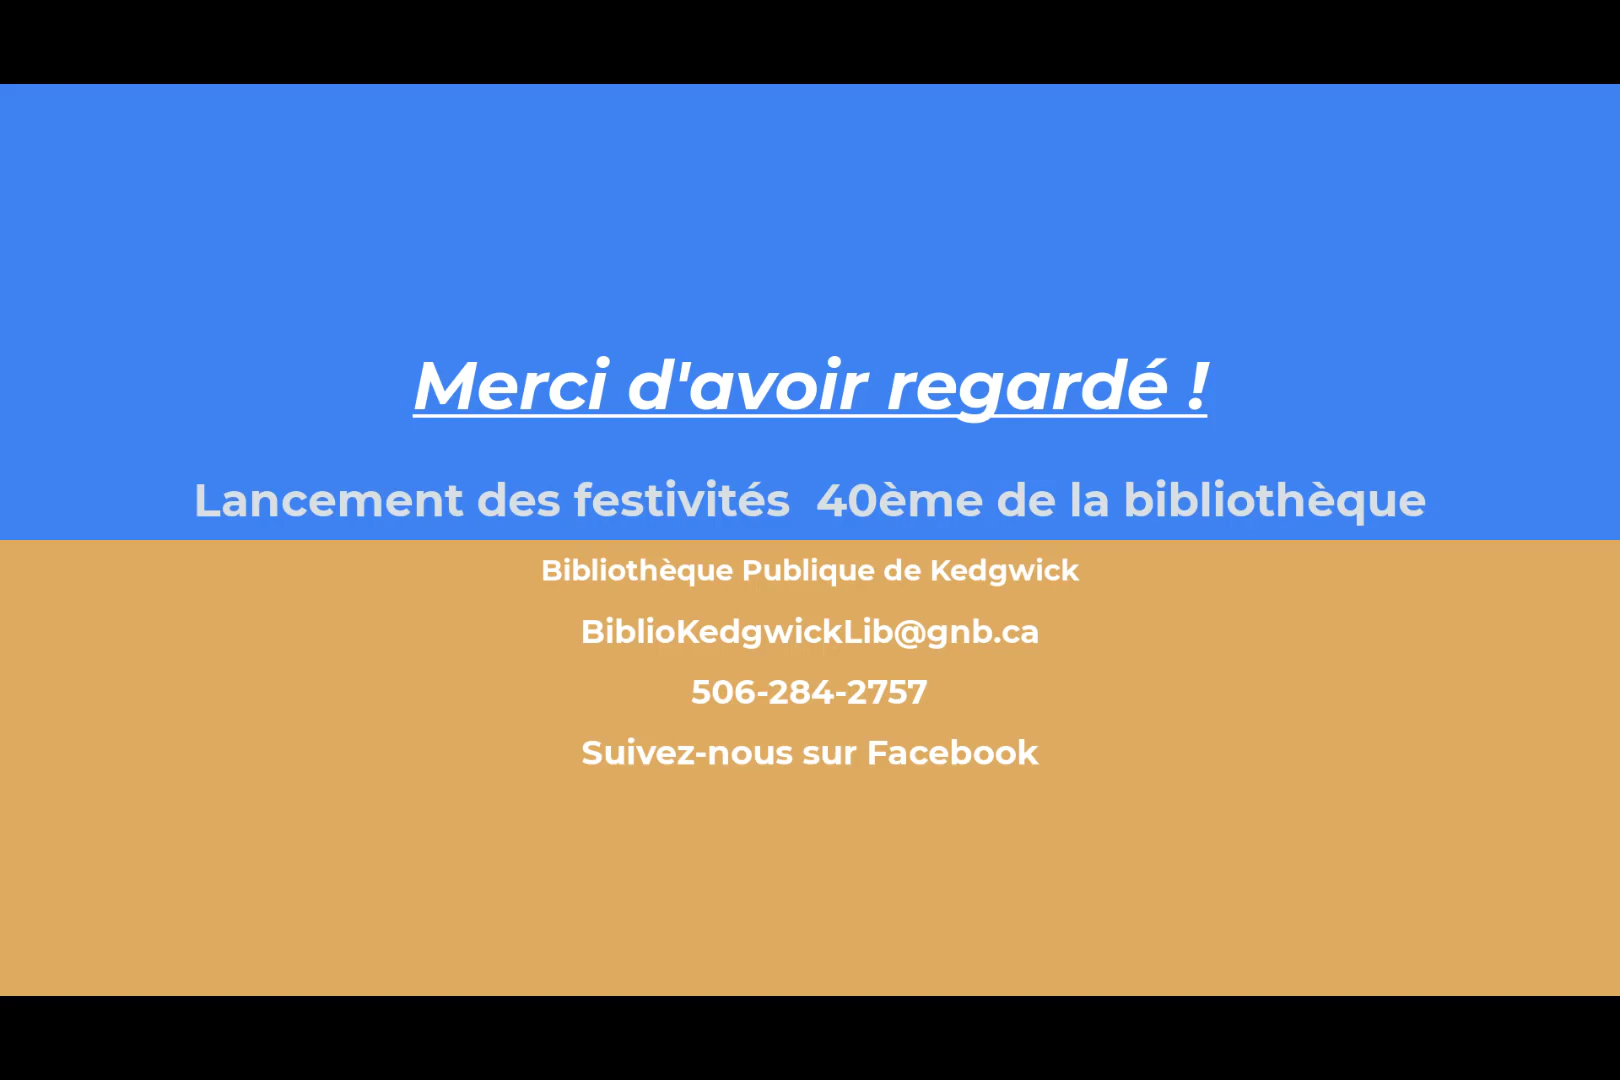 Merci d'avoir regardé !
Lancement des festivités  40ème de la bibliothèque
Bibliothèque Publique de Kedgwick
BiblioKedgwickLib@gnb.ca
506-284-2757
Suivez-nous sur Facebook